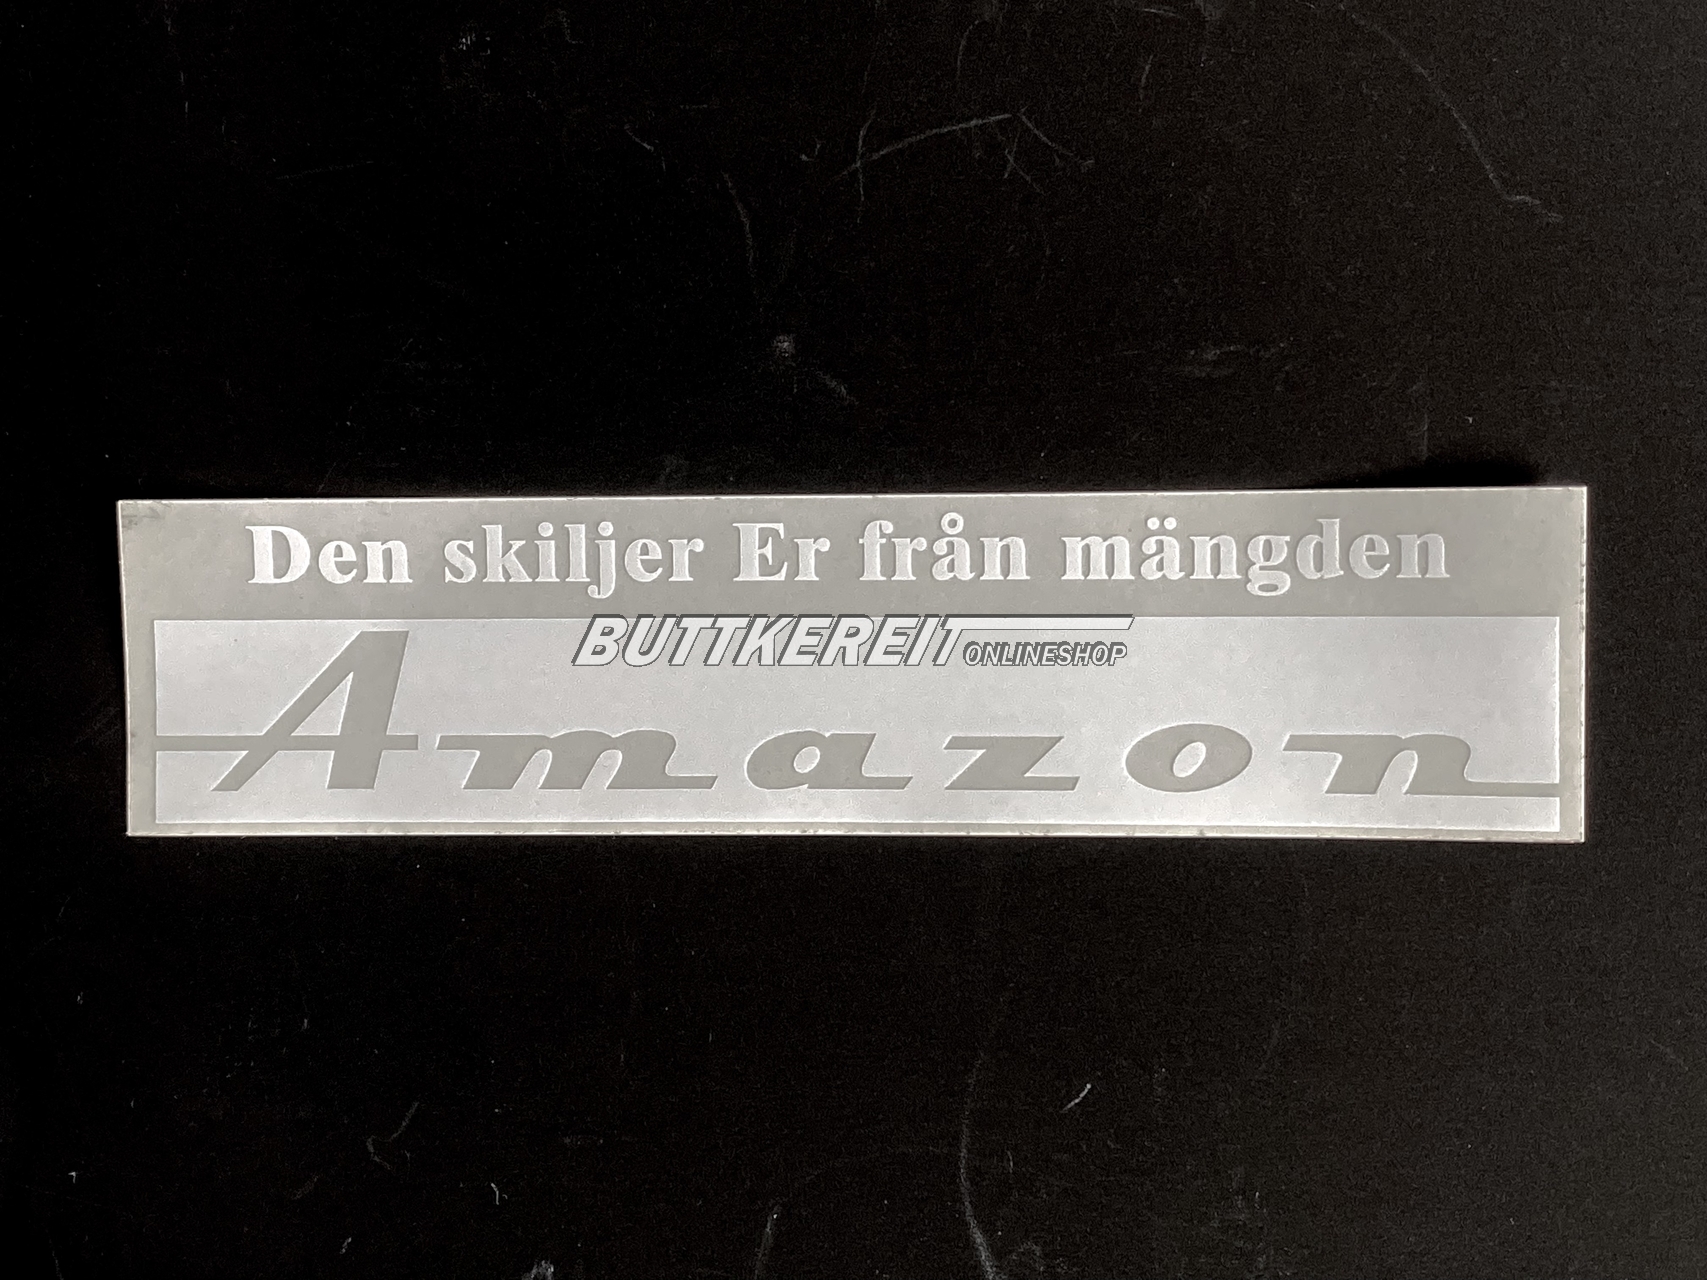 Den skiljer Er från mängden
BUTTKEREIT ONLINESHOP
Amazon